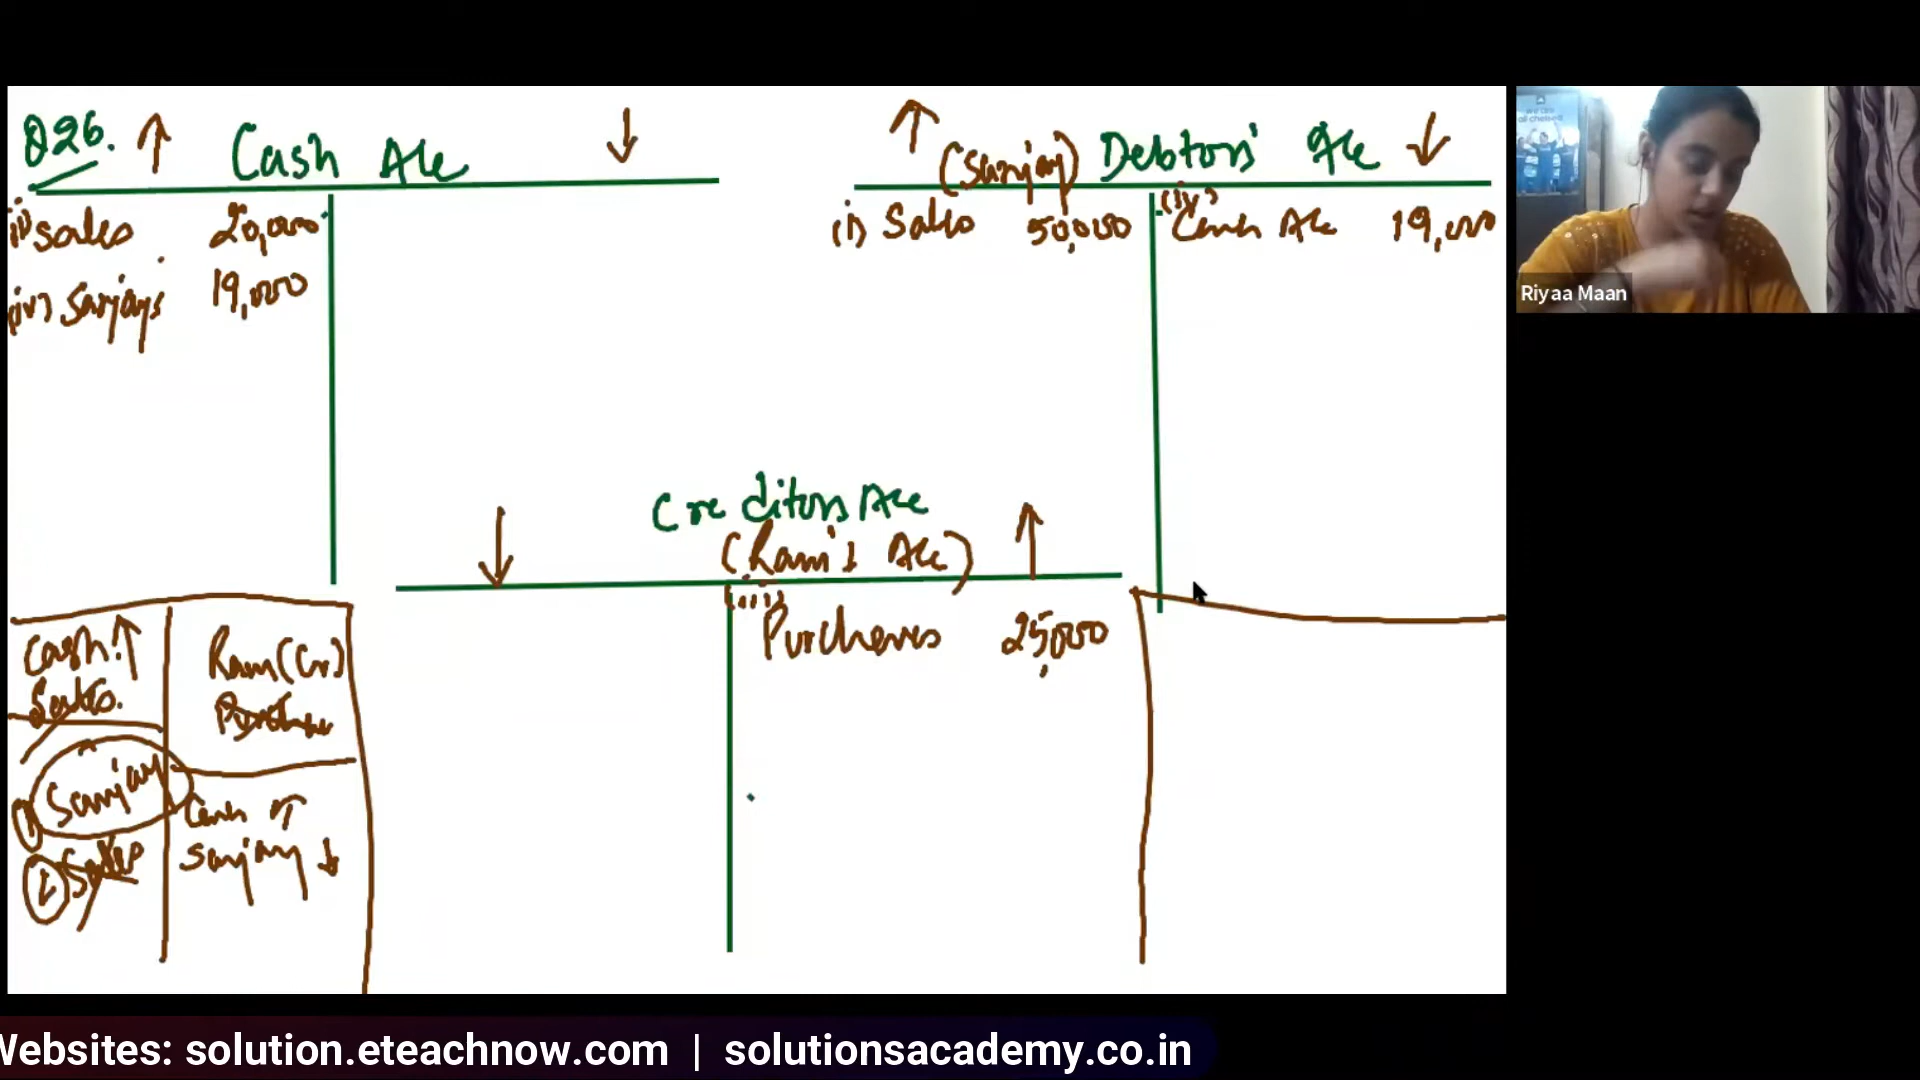 Q26. ↑ Cash A/c ↓
ii) Sales 20,000
(iv) Sanjay's 19,000
↑ (Sanjay) Debtors' A/c ↓
(i) Sales 50,000
(iv) Cash A/c 19,000
Creditors A/c
↓ (Ram's A/c) ↑
(iii)
Purchases 25,000
Cash ↑
Sales.
Ram (Cr)
Purchase
① Sanjay
② Sales
Cash ↑
Sanjay ↓
Riyaa Maan
Websites: solution.eteachnow.com | solutionsacademy.co.in